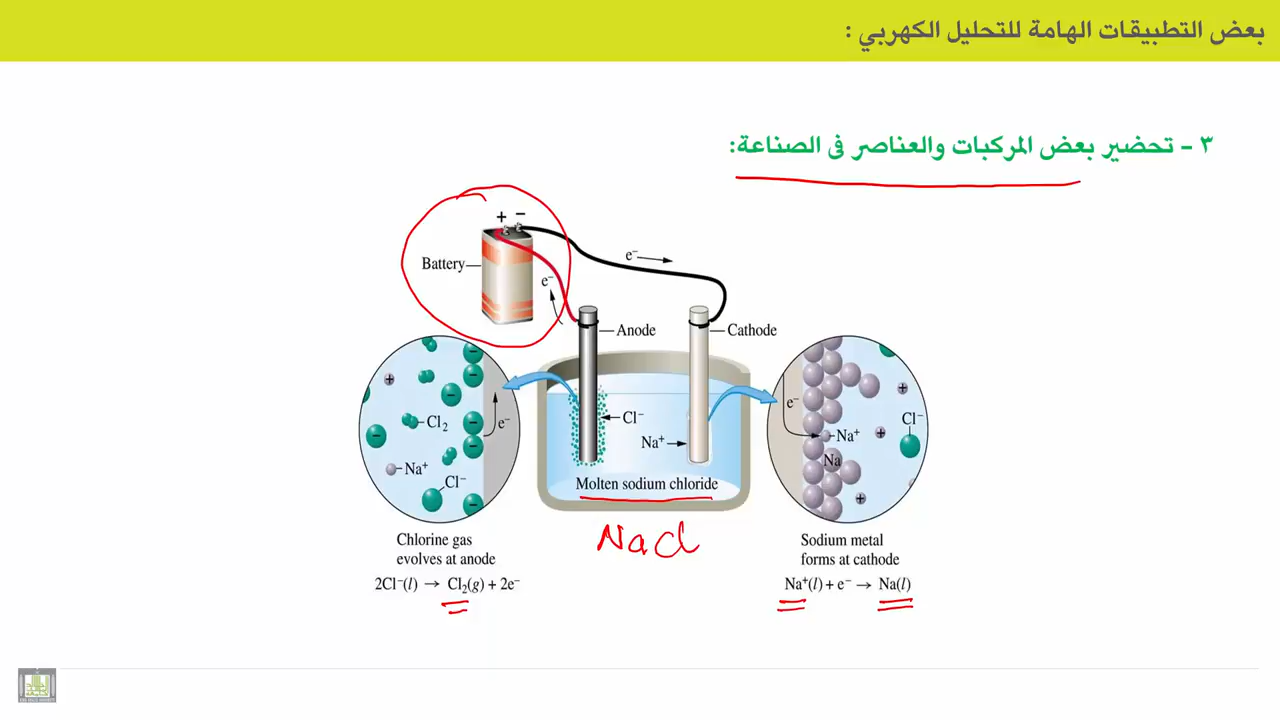 بعض التطبيقات الهامة للتحليل الكهربي :
٣ - تحضير بعض المركبات والعناصر فى الصناعة:
+ −
Battery
e⁻
e⁻
Anode
Cathode
Cl⁻
Na⁺
Molten sodium chloride
NaCl
+
−
Cl₂
e⁻
Na⁺
Cl⁻
e⁻
Na⁺
Na
Cl⁻
+
Chlorine gas
evolves at anode
2Cl⁻(l) → Cl₂(g) + 2e⁻
Sodium metal
forms at cathode
Na⁺(l) + e⁻ → Na(l)